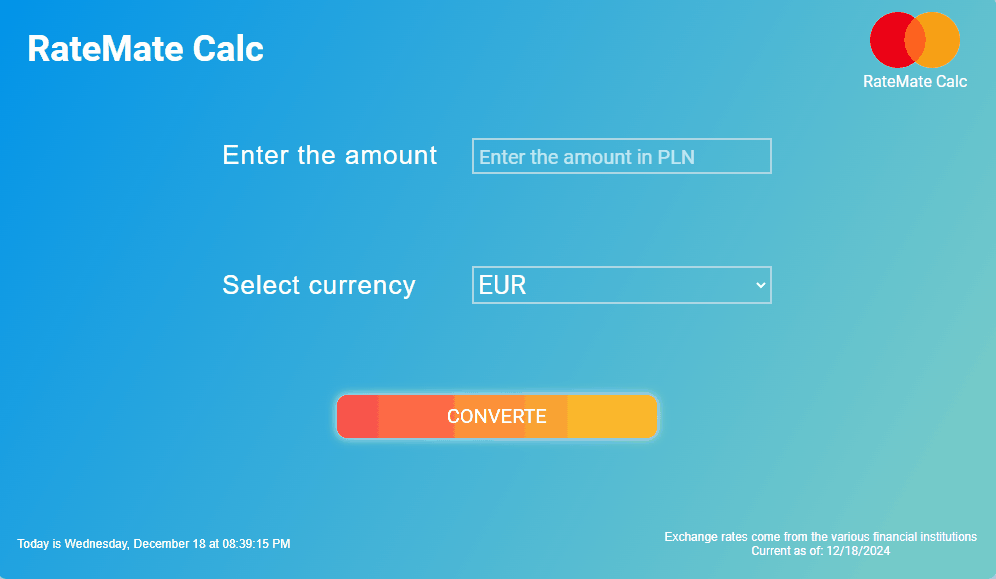 RateMate Calc
RateMate Calc
Enter the amount
Enter the amount in PLN
Select currency
EUR
CONVERTE
Today is Wednesday, December 18 at 08:39:15 PM
Exchange rates come from the various financial institutions
Current as of: 12/18/2024